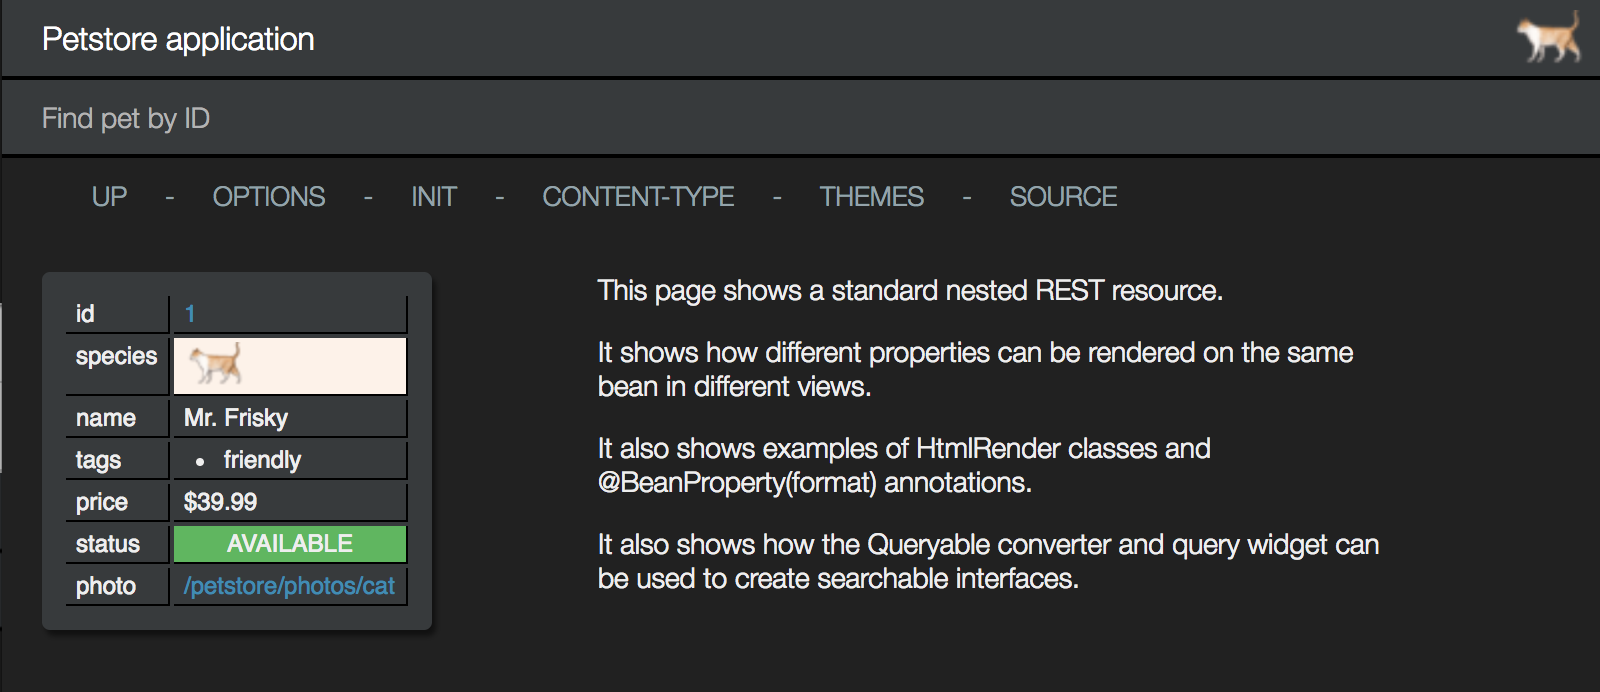 Petstore application
Find pet by ID
UP - OPTIONS - INIT - CONTENT-TYPE - THEMES - SOURCE
id 1
species
name Mr. Frisky
tags • friendly
price $39.99
status AVAILABLE
photo /petstore/photos/cat
This page shows a standard nested REST resource.
It shows how different properties can be rendered on the same
bean in different views.
It also shows examples of HtmlRender classes and
@BeanProperty(format) annotations.
It also shows how the Queryable converter and query widget can
be used to create searchable interfaces.